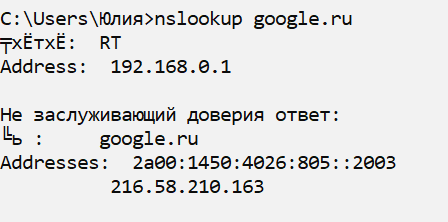 C:\Users\Юлия>nslookup google.ru
╤хЁтхЁ:  RT
Address:  192.168.0.1
Не заслуживающий доверия ответ:
╚ь :     google.ru
Addresses:  2a00:1450:4026:805::2003
          216.58.210.163